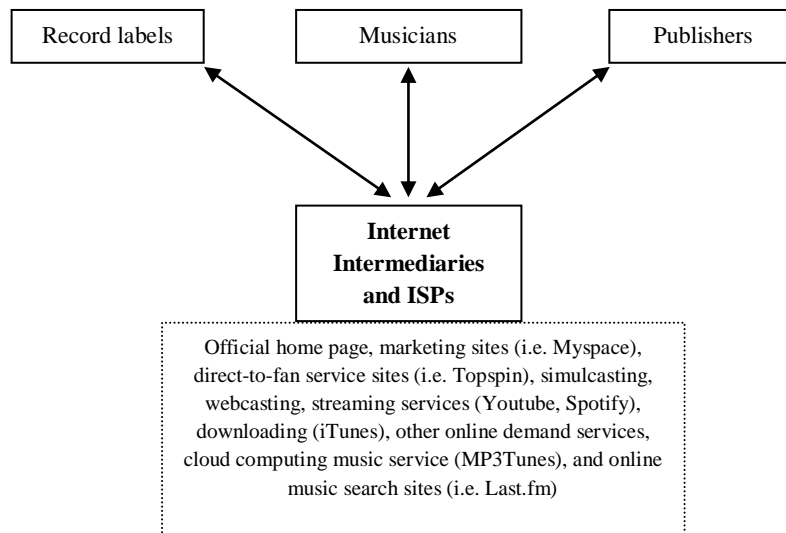 Record labels
Musicians
Publishers
Internet
Intermediaries
and ISPs
Official home page, marketing sites (i.e. Myspace),
direct-to-fan service sites (i.e. Topspin), simulcasting,
webcasting, streaming services (Youtube, Spotify),
downloading (iTunes), other online demand services,
cloud computing music service (MP3Tunes), and online
music search sites (i.e. Last.fm)